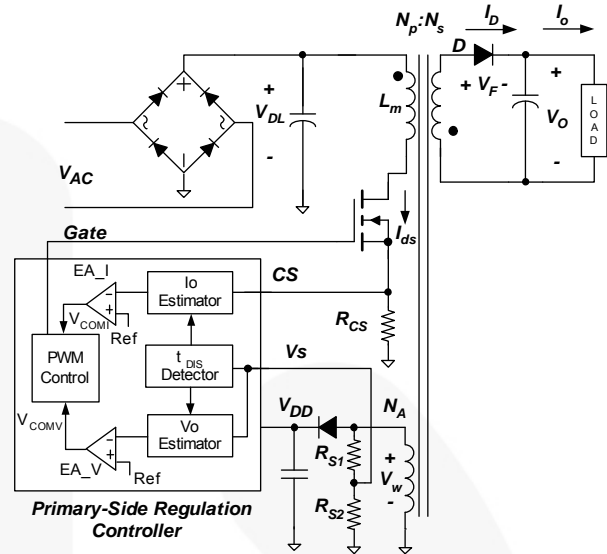 Np:Ns
ID
Io
D
+ VF -
+
VDL
-
Lm
+
VO
-
LOAD
VAC
Gate
Ids
EA_I
CS
Io
Estimator
VCOMI
Ref
RCS
PWM
Control
tDIS
Detector
Vs
VDD
NA
VCOMV
Vo
Estimator
RS1
+
Vw
-
EA_V
Ref
RS2
Primary-Side Regulation
Controller